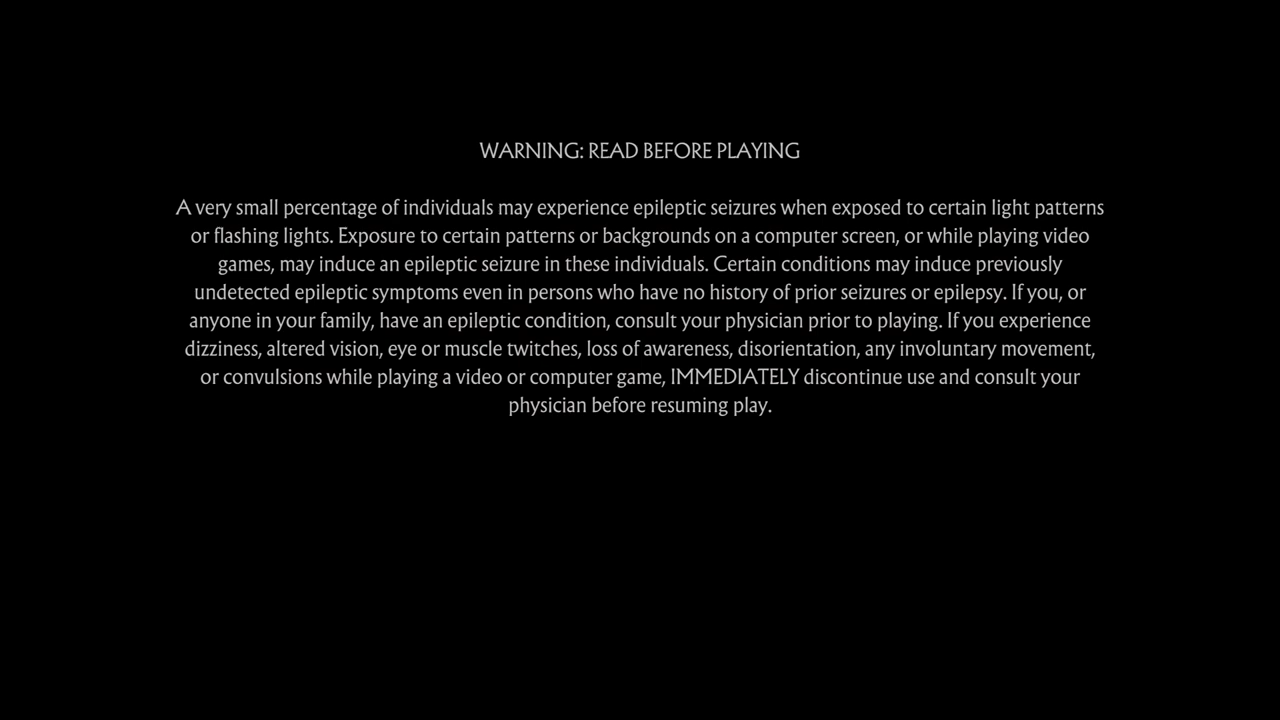 WARNING: READ BEFORE PLAYING
A very small percentage of individuals may experience epileptic seizures when exposed to certain light patterns
or flashing lights. Exposure to certain patterns or backgrounds on a computer screen, or while playing video
games, may induce an epileptic seizure in these individuals. Certain conditions may induce previously
undetected epileptic symptoms even in persons who have no history of prior seizures or epilepsy. If you, or
anyone in your family, have an epileptic condition, consult your physician prior to playing. If you experience
dizziness, altered vision, eye or muscle twitches, loss of awareness, disorientation, any involuntary movement,
or convulsions while playing a video or computer game, IMMEDIATELY discontinue use and consult your
physician before resuming play.